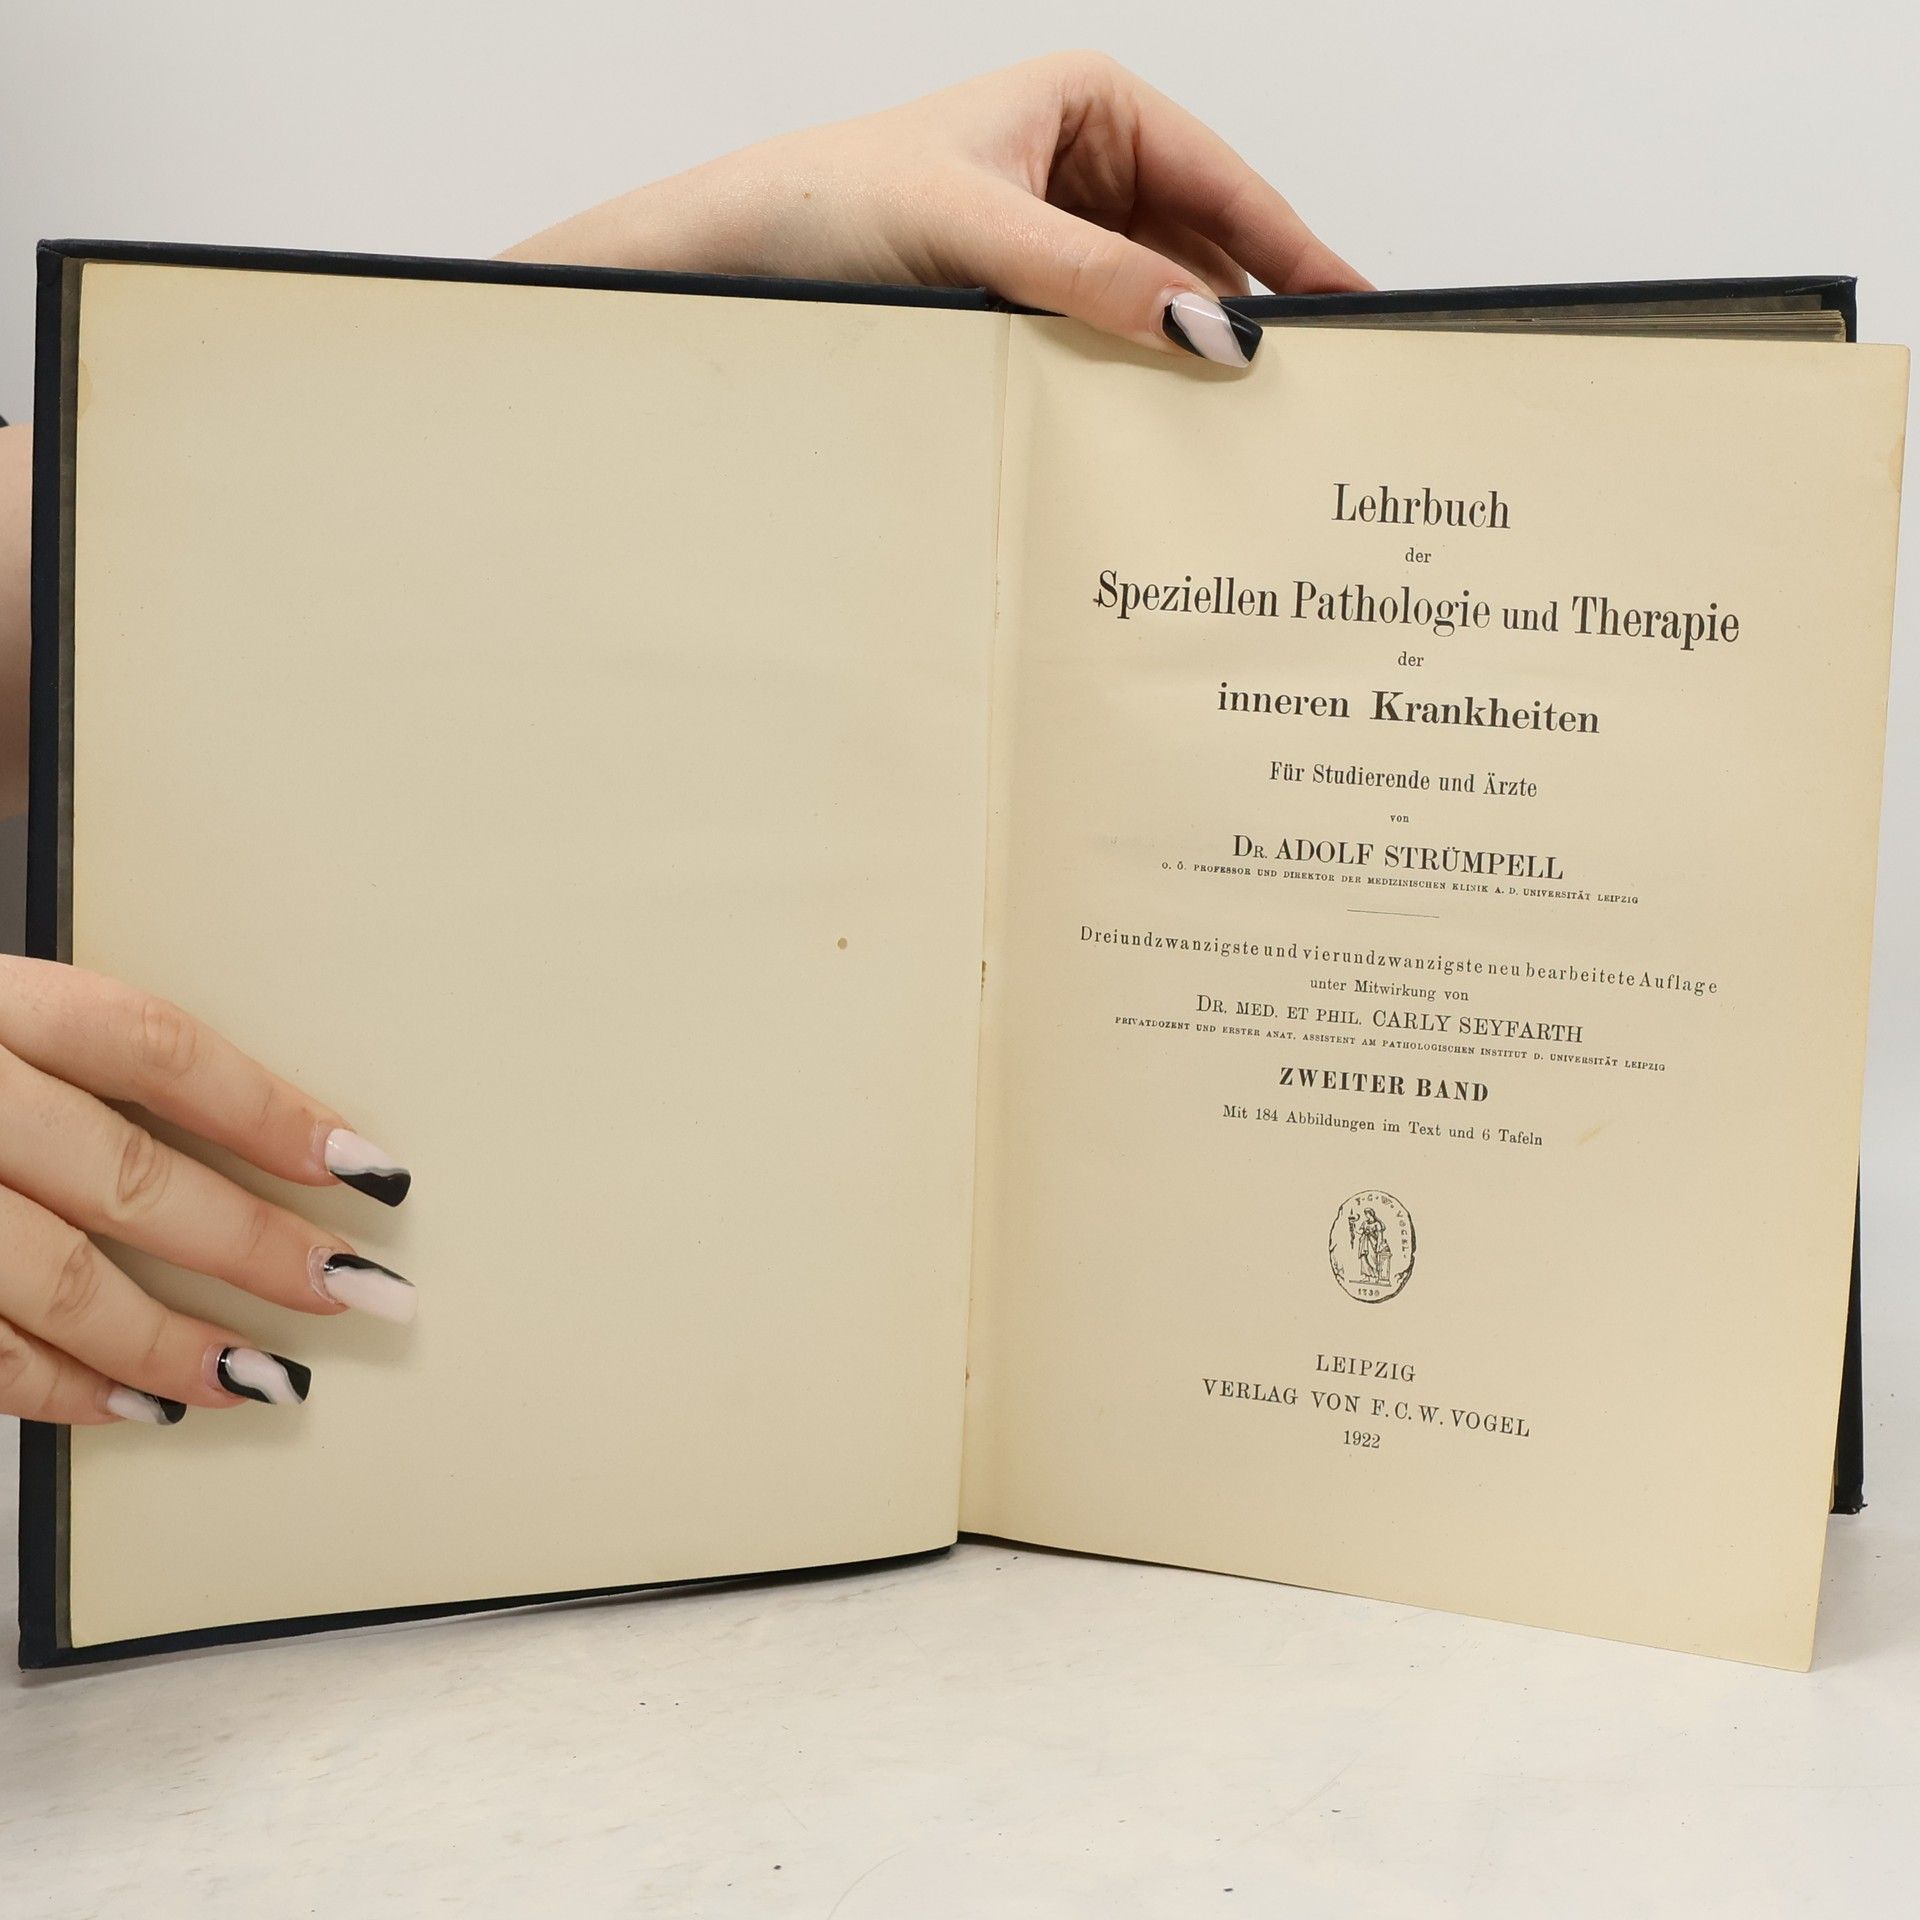 Lehrbuch
der
Speziellen Pathologie und Therapie
der
inneren Krankheiten
Für Studierende und Ärzte
von
DR. ADOLF STRÜMPELL
O. Ö. PROFESSOR UND DIREKTOR DER MEDIZINISCHEN KLINIK A. D. UNIVERSITÄT LEIPZIG
Dreiundzwanzigste und vierundzwanzigste neu bearbeitete Auflage
unter Mitwirkung von
DR. MED. ET PHIL. CARLY SEYFARTH
PRIVATDOZENT UND ERSTER ANAT. ASSISTENT AM PATHOLOGISCHEN INSTITUT D. UNIVERSITÄT LEIPZIG
ZWEITER BAND
Mit 184 Abbildungen im Text und 6 Tafeln
F·C·W·VOGEL·
1730
LEIPZIG
VERLAG VON F. C. W. VOGEL
1922